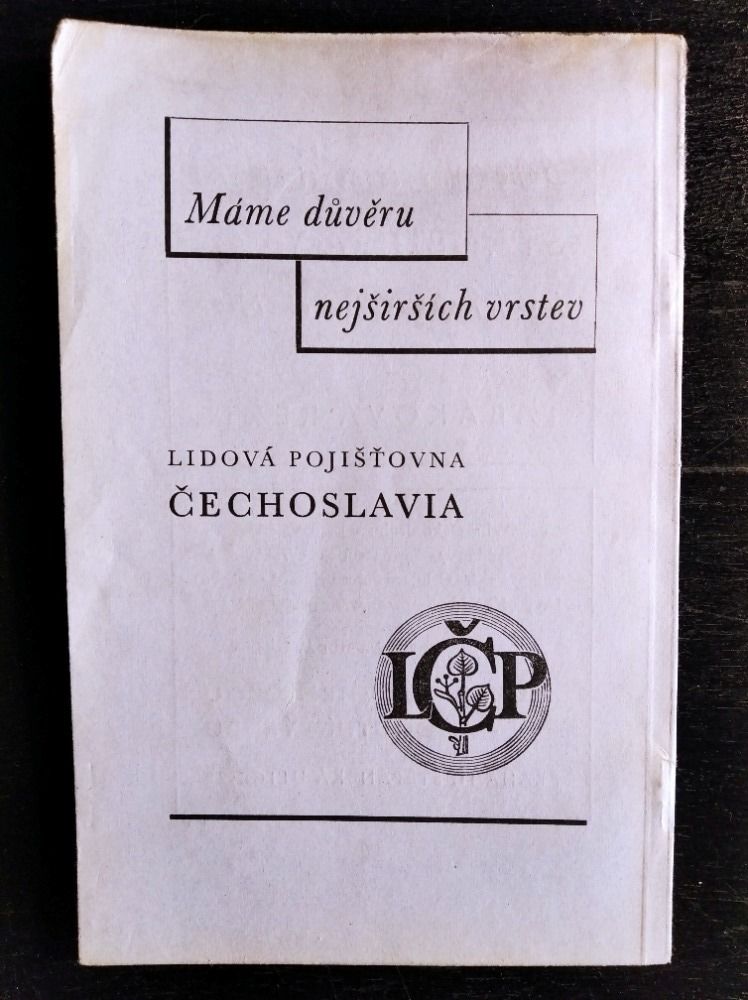 Máme důvěru
nejširších vrstev
LIDOVÁ POJIŠŤOVNA
ČECHOSLAVIA
LČP